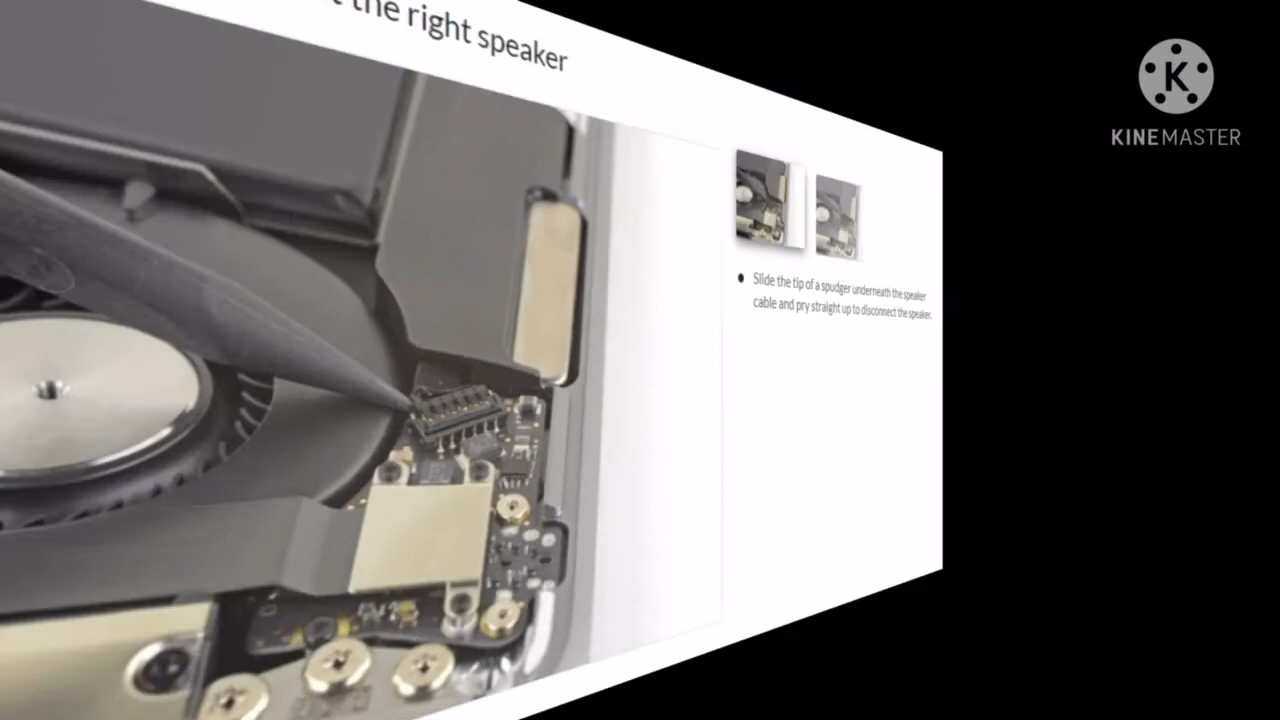 the right speaker
K
KINEMASTER
Slide the tip of a spudger underneath the speaker
cable and pry straight up to disconnect the speaker.